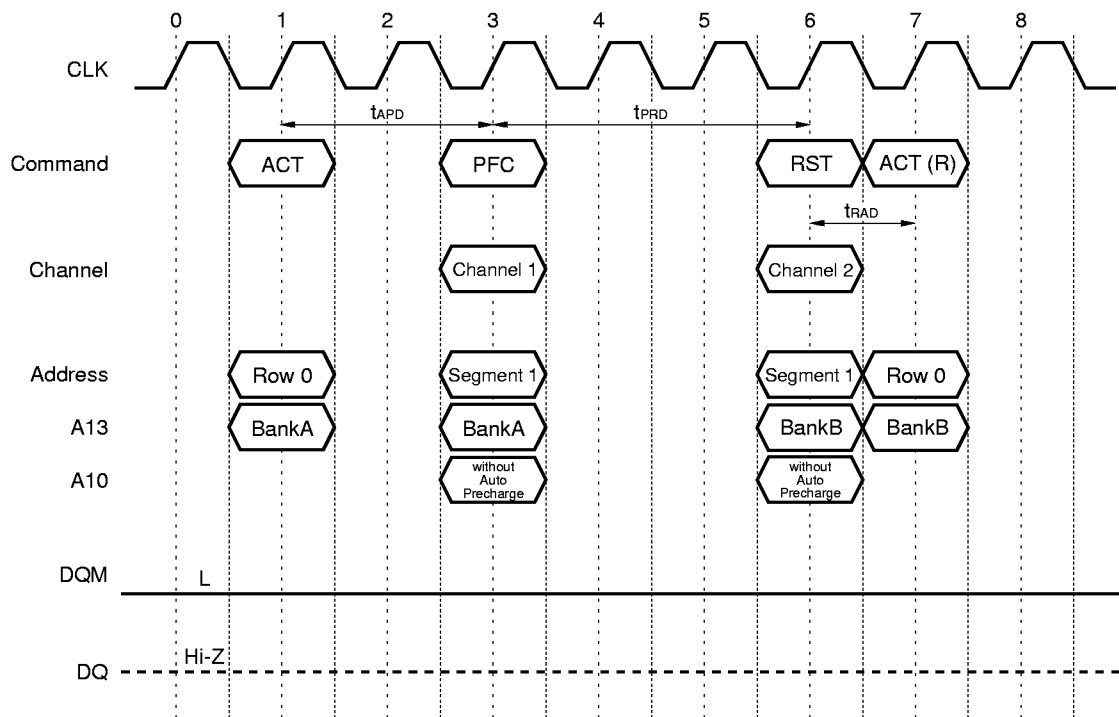 0 1 2 3 4 5 6 7 8
CLK
tAPD tPRD
Command ACT PFC RST ACT (R)
tRAD
Channel Channel 1 Channel 2
Address Row 0 Segment 1 Segment 1 Row 0
A13 BankA BankA BankB BankB
A10 without Auto Precharge without Auto Precharge
DQM L
DQ Hi-Z